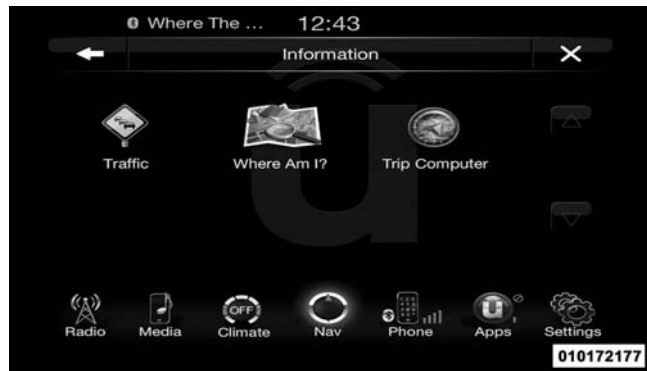 Where The ... 12:43
Information
Traffic
Where Am I?
Trip Computer
OFF
Radio
Media
Climate
Nav
Phone
Apps
Settings
010172177